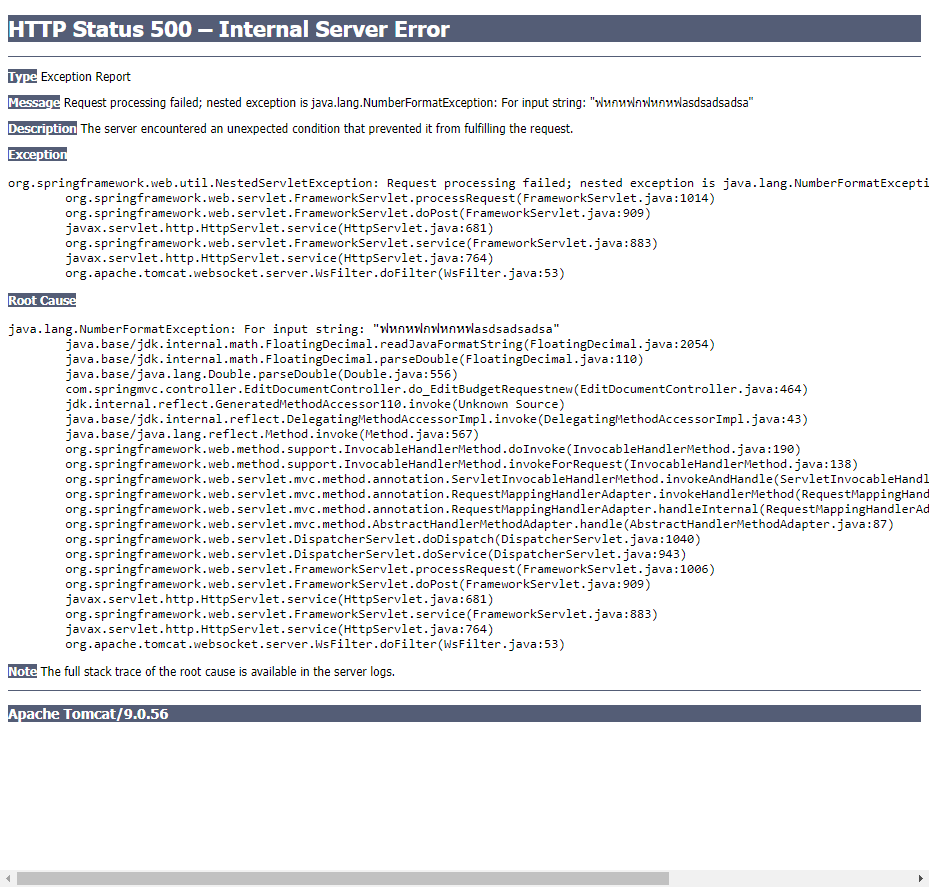 HTTP Status 500 – Internal Server Error
Type Exception Report
Message Request processing failed; nested exception is java.lang.NumberFormatException: For input string: "ฟหกหฟกฟหกหฟasdsadsadsa"
Description The server encountered an unexpected condition that prevented it from fulfilling the request.
Exception
org.springframework.web.util.NestedServletException: Request processing failed; nested exception is java.lang.NumberFormatExcepti
org.springframework.web.servlet.FrameworkServlet.processRequest(FrameworkServlet.java:1014)
org.springframework.web.servlet.FrameworkServlet.doPost(FrameworkServlet.java:909)
javax.servlet.http.HttpServlet.service(HttpServlet.java:681)
org.springframework.web.servlet.FrameworkServlet.service(FrameworkServlet.java:883)
javax.servlet.http.HttpServlet.service(HttpServlet.java:764)
org.apache.tomcat.websocket.server.WsFilter.doFilter(WsFilter.java:53)
Root Cause
java.lang.NumberFormatException: For input string: "ฟหกหฟกฟหกหฟasdsadsadsa"
java.base/jdk.internal.math.FloatingDecimal.readJavaFormatString(FloatingDecimal.java:2054)
java.base/jdk.internal.math.FloatingDecimal.parseDouble(FloatingDecimal.java:110)
java.base/java.lang.Double.parseDouble(Double.java:556)
com.springmvc.controller.EditDocumentController.do_EditBudgetRequestnew(EditDocumentController.java:464)
jdk.internal.reflect.GeneratedMethodAccessor110.invoke(Unknown Source)
java.base/jdk.internal.reflect.DelegatingMethodAccessorImpl.invoke(DelegatingMethodAccessorImpl.java:43)
java.base/java.lang.reflect.Method.invoke(Method.java:567)
org.springframework.web.method.support.InvocableHandlerMethod.doInvoke(InvocableHandlerMethod.java:190)
org.springframework.web.method.support.InvocableHandlerMethod.invokeForRequest(InvocableHandlerMethod.java:138)
org.springframework.web.servlet.mvc.method.annotation.ServletInvocableHandlerMethod.invokeAndHandle(ServletInvocableHandl
org.springframework.web.servlet.mvc.method.annotation.RequestMappingHandlerAdapter.invokeHandlerMethod(RequestMappingHand
org.springframework.web.servlet.mvc.method.annotation.RequestMappingHandlerAdapter.handleInternal(RequestMappingHandlerAd
org.springframework.web.servlet.mvc.method.AbstractHandlerMethodAdapter.handle(AbstractHandlerMethodAdapter.java:87)
org.springframework.web.servlet.DispatcherServlet.doDispatch(DispatcherServlet.java:1040)
org.springframework.web.servlet.DispatcherServlet.doService(DispatcherServlet.java:943)
org.springframework.web.servlet.FrameworkServlet.processRequest(FrameworkServlet.java:1006)
org.springframework.web.servlet.FrameworkServlet.doPost(FrameworkServlet.java:909)
javax.servlet.http.HttpServlet.service(HttpServlet.java:681)
org.springframework.web.servlet.FrameworkServlet.service(FrameworkServlet.java:883)
javax.servlet.http.HttpServlet.service(HttpServlet.java:764)
org.apache.tomcat.websocket.server.WsFilter.doFilter(WsFilter.java:53)
Note The full stack trace of the root cause is available in the server logs.
Apache Tomcat/9.0.56